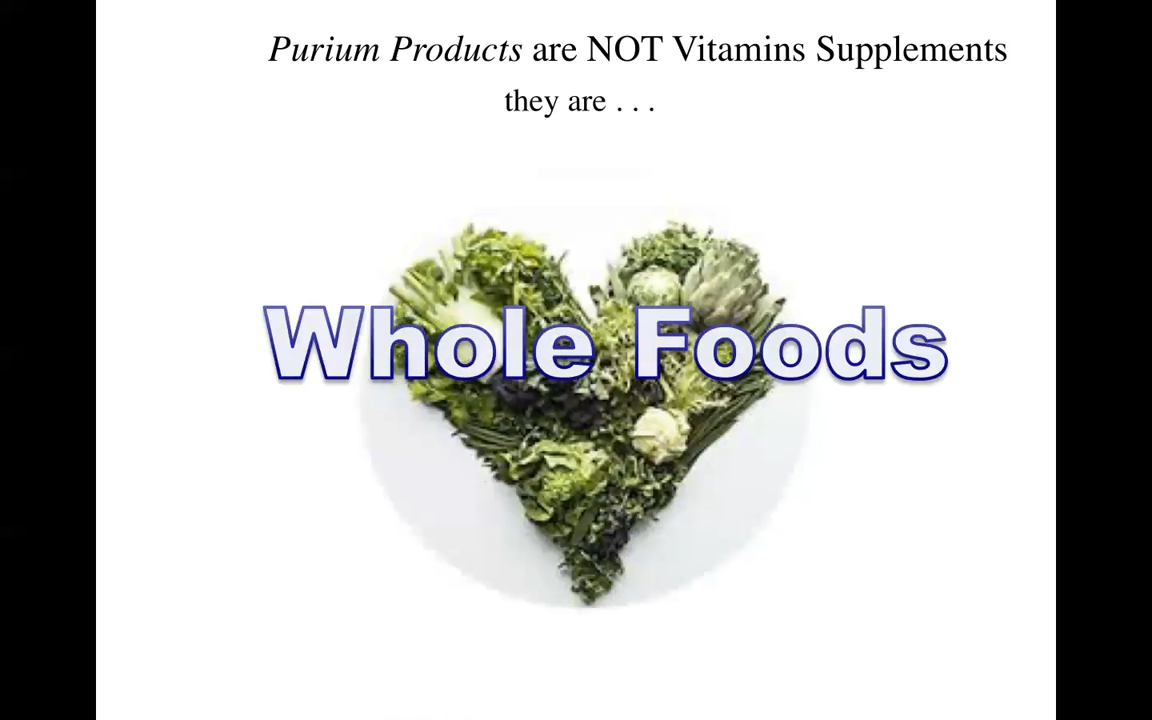 Purium Products are NOT Vitamins Supplements
they are . . .
Whole Foods